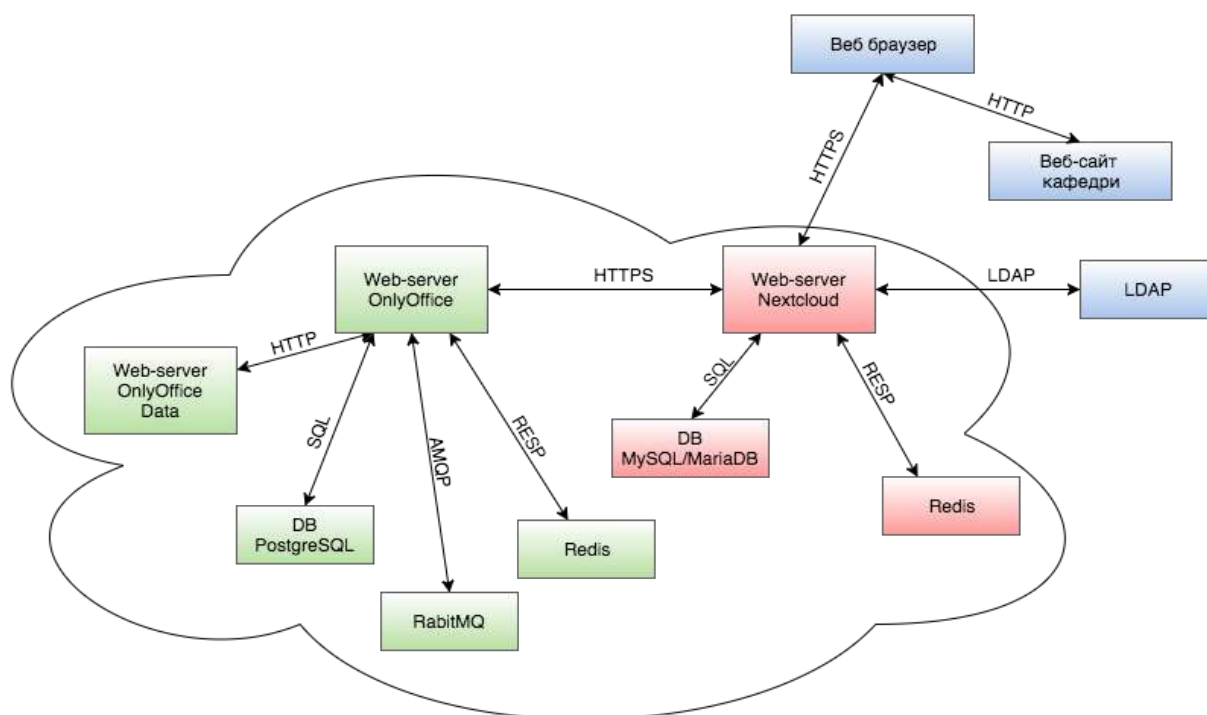 Веб браузер
HTTP
HTTPS
Веб-сайт
кафедри
Web-server
OnlyOffice
HTTPS
Web-server
Nextcloud
LDAP
LDAP
HTTP
Web-server
OnlyOffice
Data
SQL
AMQP
RESP
SQL
RESP
DB
MySQL/MariaDB
Redis
DB
PostgreSQL
Redis
RabitMQ